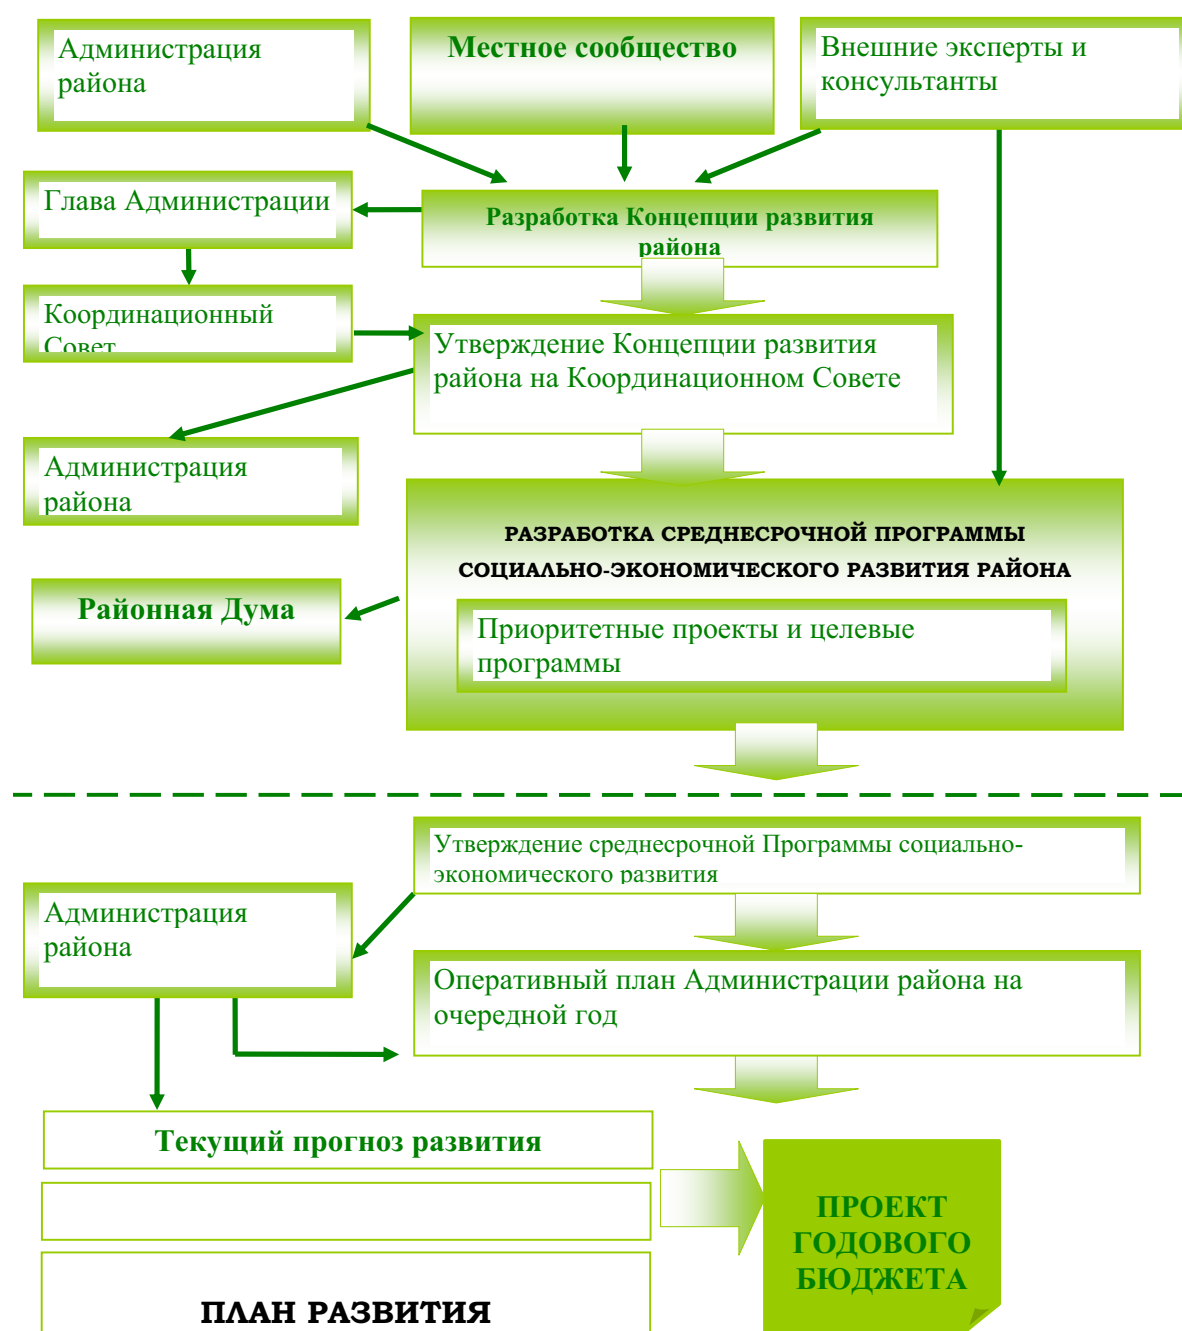 Администрация
района
Местное сообщество
Внешние эксперты и
консультанты
Глава Администрации
Разработка Концепции развития
района
Координационный
Совет
Утверждение Концепции развития
района на Координационном Совете
Администрация
района
РАЗРАБОТКА СРЕДНЕСРОЧНОЙ ПРОГРАММЫ
СОЦИАЛЬНО-ЭКОНОМИЧЕСКОГО РАЗВИТИЯ РАЙОНА
Районная Дума
Приоритетные проекты и целевые
программы
Утверждение среднесрочной Программы социально-
экономического развития
Администрация
района
Оперативный план Администрации района на
очередной год
Текущий прогноз развития
ПРОЕКТ
ГОДОВОГО
БЮДЖЕТА
ПЛАН РАЗВИТИЯ